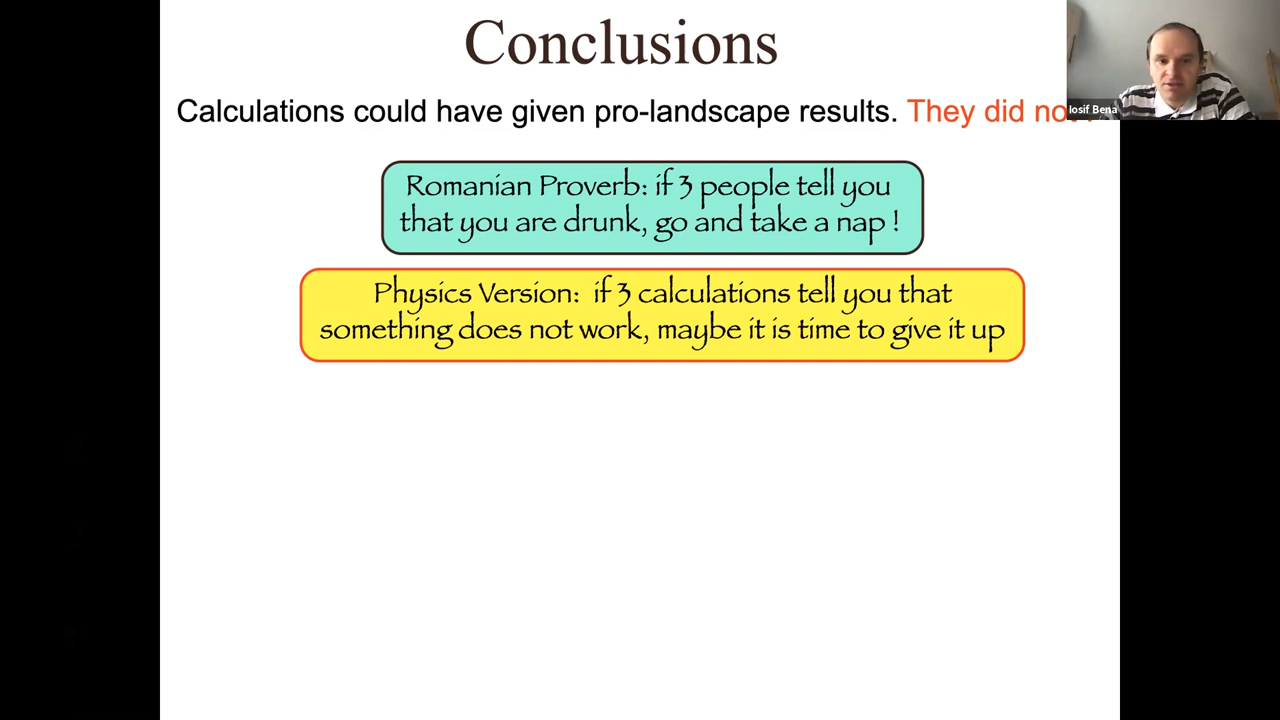 Conclusions
Calculations could have given pro-landscape results. They did not
Iosif Bena
Romanian Proverb: if 3 people tell you
that you are drunk, go and take a nap !
Physics Version: if 3 calculations tell you that
something does not work, maybe it is time to give it up